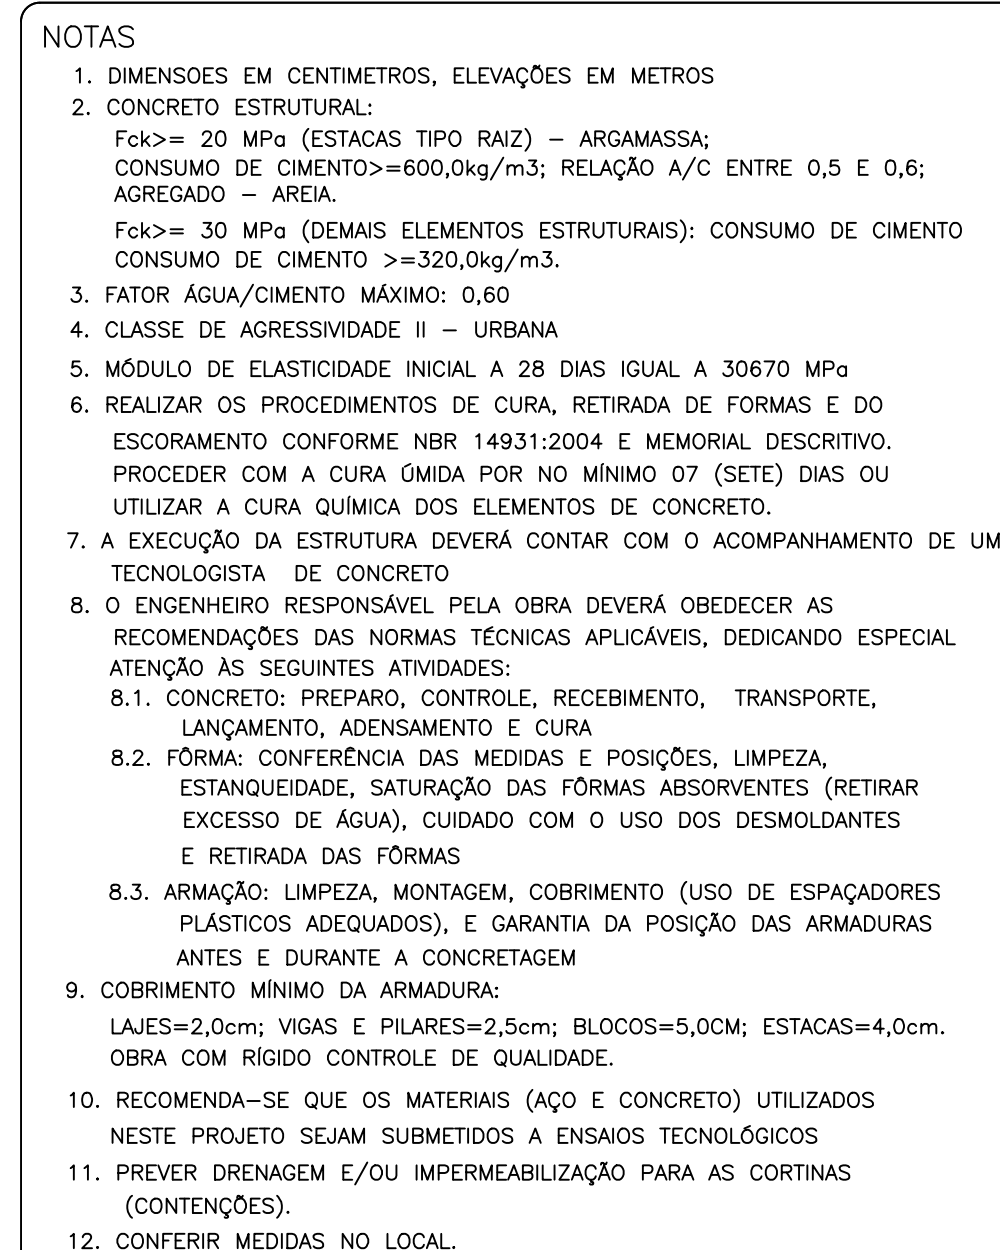 NOTAS
1. DIMENSOES EM CENTIMETROS, ELEVAÇÕES EM METROS
2. CONCRETO ESTRUTURAL:
Fck>= 20 MPa (ESTACAS TIPO RAIZ) – ARGAMASSA;
CONSUMO DE CIMENTO>=600,0kg/m3; RELAÇÃO A/C ENTRE 0,5 E 0,6;
AGREGADO – AREIA.
Fck>= 30 MPa (DEMAIS ELEMENTOS ESTRUTURAIS): CONSUMO DE CIMENTO
CONSUMO DE CIMENTO >=320,0kg/m3.
3. FATOR ÁGUA/CIMENTO MÁXIMO: 0,60
4. CLASSE DE AGRESSIVIDADE II – URBANA
5. MÓDULO DE ELASTICIDADE INICIAL A 28 DIAS IGUAL A 30670 MPa
6. REALIZAR OS PROCEDIMENTOS DE CURA, RETIRADA DE FORMAS E DO
ESCORAMENTO CONFORME NBR 14931:2004 E MEMORIAL DESCRITIVO.
PROCEDER COM A CURA ÚMIDA POR NO MÍNIMO 07 (SETE) DIAS OU
UTILIZAR A CURA QUÍMICA DOS ELEMENTOS DE CONCRETO.
7. A EXECUÇÃO DA ESTRUTURA DEVERÁ CONTAR COM O ACOMPANHAMENTO DE UM
TECNOLOGISTA DE CONCRETO
8. O ENGENHEIRO RESPONSÁVEL PELA OBRA DEVERÁ OBEDECER AS
RECOMENDAÇÕES DAS NORMAS TÉCNICAS APLICÁVEIS, DEDICANDO ESPECIAL
ATENÇÃO ÀS SEGUINTES ATIVIDADES:
8.1. CONCRETO: PREPARO, CONTROLE, RECEBIMENTO, TRANSPORTE,
LANÇAMENTO, ADENSAMENTO E CURA
8.2. FÔRMA: CONFERÊNCIA DAS MEDIDAS E POSIÇÕES, LIMPEZA,
ESTANQUEIDADE, SATURAÇÃO DAS FÔRMAS ABSORVENTES (RETIRAR
EXCESSO DE ÁGUA), CUIDADO COM O USO DOS DESMOLDANTES
E RETIRADA DAS FÔRMAS
8.3. ARMAÇÃO: LIMPEZA, MONTAGEM, COBRIMENTO (USO DE ESPAÇADORES
PLÁSTICOS ADEQUADOS), E GARANTIA DA POSIÇÃO DAS ARMADURAS
ANTES E DURANTE A CONCRETAGEM
9. COBRIMENTO MÍNIMO DA ARMADURA:
LAJES=2,0cm; VIGAS E PILARES=2,5cm; BLOCOS=5,0CM; ESTACAS=4,0cm.
OBRA COM RÍGIDO CONTROLE DE QUALIDADE.
10. RECOMENDA–SE QUE OS MATERIAIS (AÇO E CONCRETO) UTILIZADOS
NESTE PROJETO SEJAM SUBMETIDOS A ENSAIOS TECNOLÓGICOS
11. PREVER DRENAGEM E/OU IMPERMEABILIZAÇÃO PARA AS CORTINAS
(CONTENÇÕES).
12. CONFERIR MEDIDAS NO LOCAL.